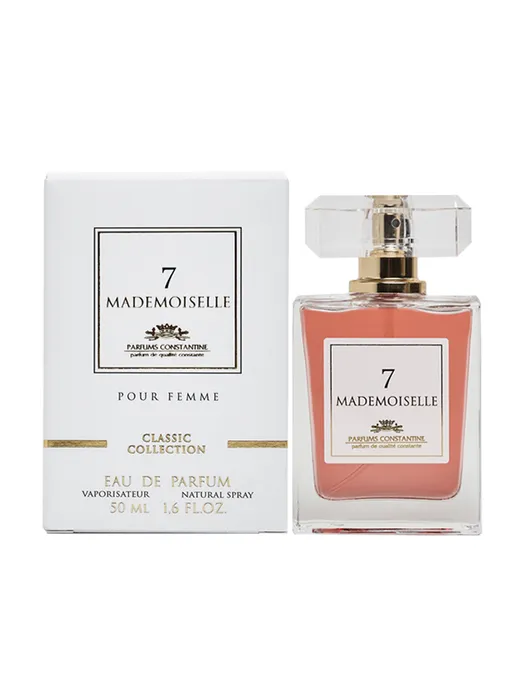 7
MADEMOISELLE
PARFUMS CONSTANTINE
parfum de qualité constante
POUR FEMME
CLASSIC
COLLECTION
EAU DE PARFUM
VAPORISATEUR NATURAL SPRAY
50 ML 1,6 FL.OZ.
7
MADEMOISELLE
PARFUMS CONSTANTINE
parfum de qualité constante